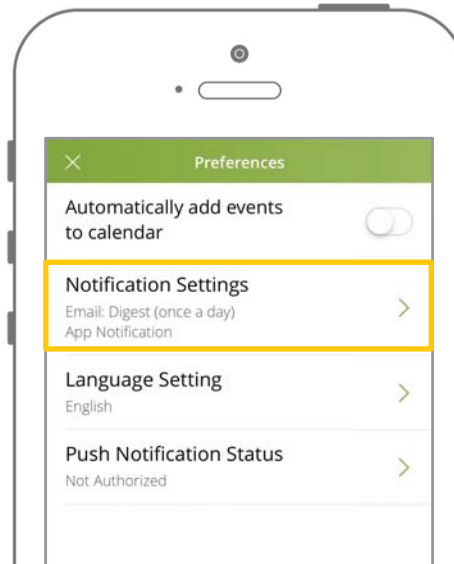 Preferences
Automatically add events
to calendar
Notification Settings
Email: Digest (once a day)
App Notification
Language Setting
English
Push Notification Status
Not Authorized